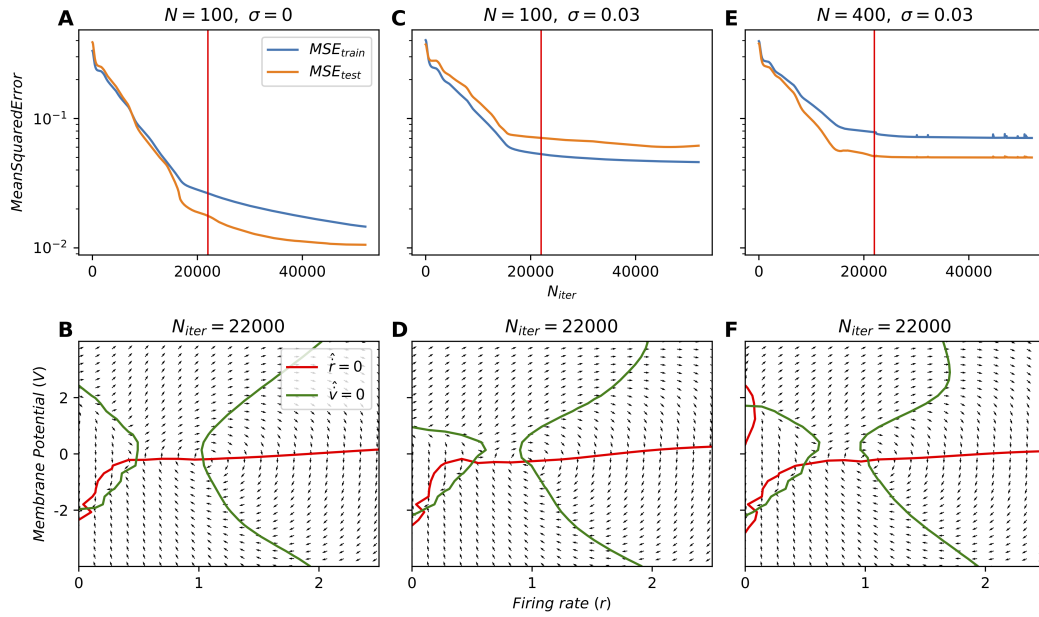 A
N = 100, σ = 0
MeanSquaredError
10⁻¹
10⁻²
0
20000
40000
MSE_train
MSE_test
C
N = 100, σ = 0.03
0
20000
40000
N_iter
E
N = 400, σ = 0.03
0
20000
40000
B
N_iter = 22000
Membrane Potential (V)
2
0
-2
0
1
2
r̂̇ = 0
v̂̇ = 0
D
N_iter = 22000
0
1
2
Firing rate (r)
F
N_iter = 22000
0
1
2